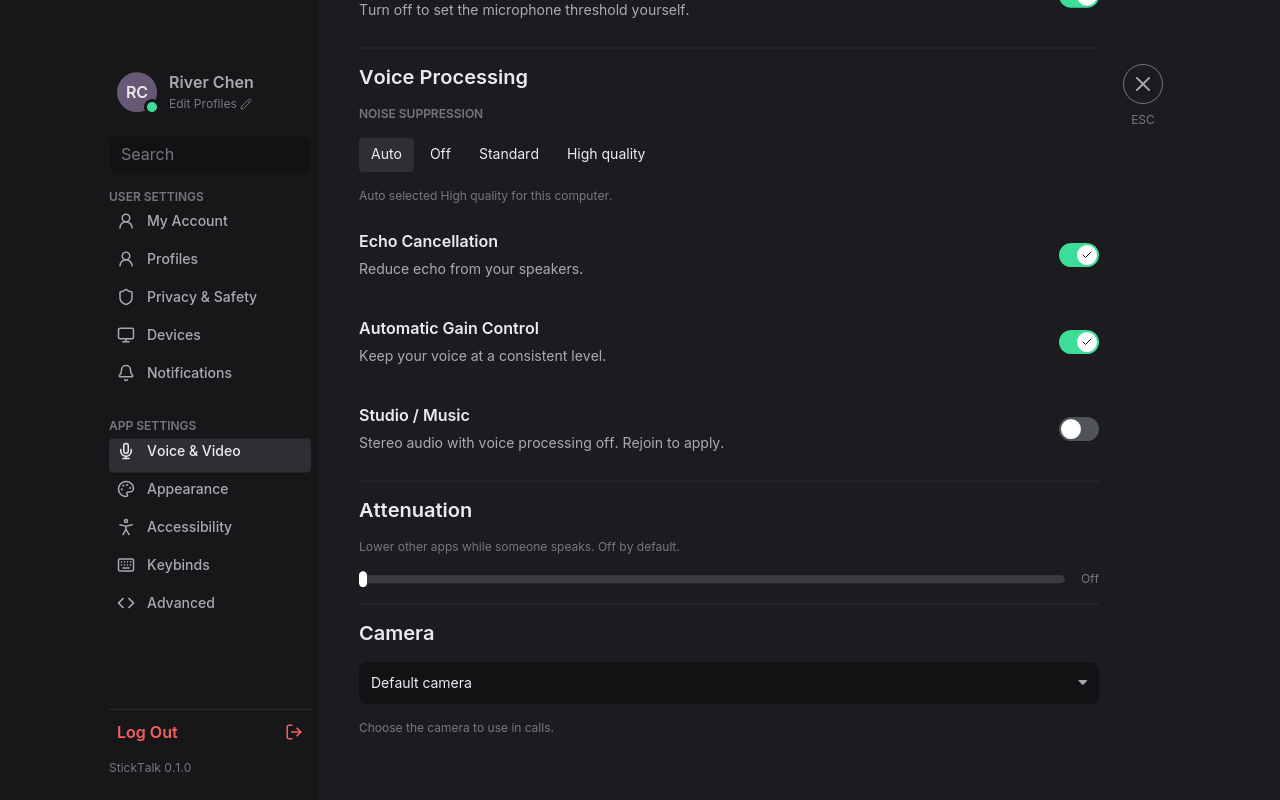 Turn off to set the microphone threshold yourself.
RC
River Chen
Edit Profiles
Search
USER SETTINGS
My Account
Profiles
Privacy & Safety
Devices
Notifications
APP SETTINGS
Voice & Video
Appearance
Accessibility
Keybinds
Advanced
Log Out
StickTalk 0.1.0
Voice Processing
NOISE SUPPRESSION
Auto Off Standard High quality
Auto selected High quality for this computer.
Echo Cancellation
Reduce echo from your speakers.
Automatic Gain Control
Keep your voice at a consistent level.
Studio / Music
Stereo audio with voice processing off. Rejoin to apply.
Attenuation
Lower other apps while someone speaks. Off by default.
Off
Camera
Default camera
Choose the camera to use in calls.
ESC